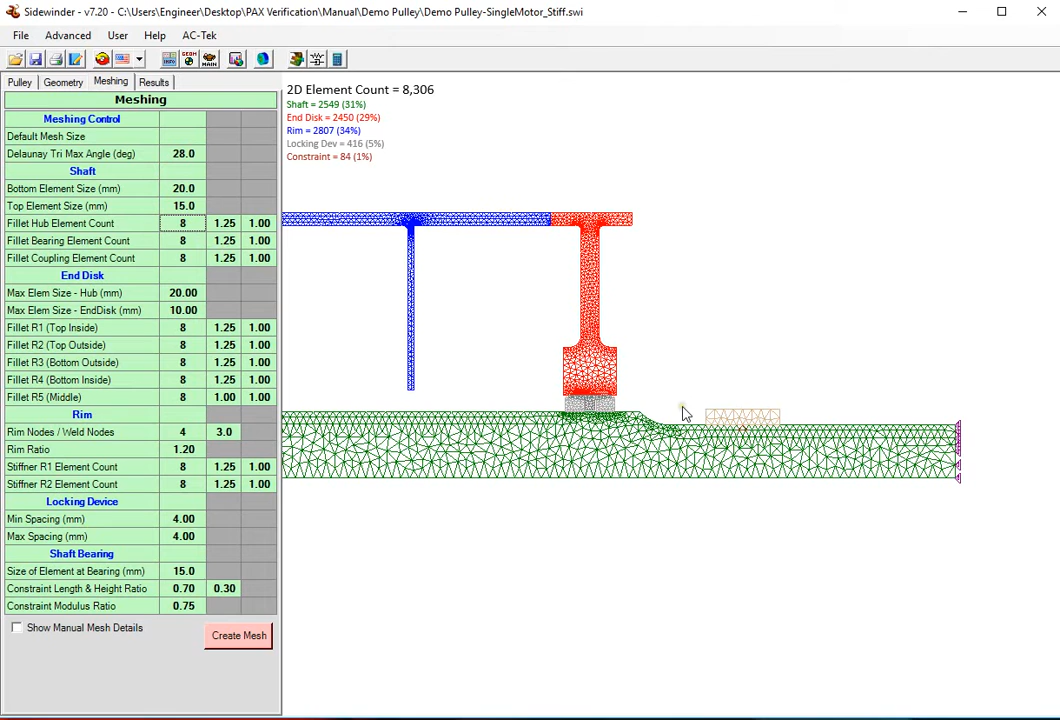 Sidewinder - v7.20 - C:\Users\Engineer\Desktop\PAX Verification\Manual\Demo Pulley\Demo Pulley-SingleMotor_Stiff.swi
File Advanced User Help AC-Tek
Pulley Geometry Meshing Results
Meshing
Meshing Control
Default Mesh Size
Delaunay Tri Max Angle (deg) 28.0
Shaft
Bottom Element Size (mm) 20.0
Top Element Size (mm) 15.0
Fillet Hub Element Count 8 1.25 1.00
Fillet Bearing Element Count 8 1.25 1.00
Fillet Coupling Element Count 8 1.25 1.00
End Disk
Max Elem Size - Hub (mm) 20.00
Max Elem Size - EndDisk (mm) 10.00
Fillet R1 (Top Inside) 8 1.25 1.00
Fillet R2 (Top Outside) 8 1.25 1.00
Fillet R3 (Bottom Outside) 8 1.25 1.00
Fillet R4 (Bottom Inside) 8 1.25 1.00
Fillet R5 (Middle) 8 1.00 1.00
Rim
Rim Nodes / Weld Nodes 4 3.0
Rim Ratio 1.20
Stiffner R1 Element Count 8 1.25 1.00
Stiffner R2 Element Count 8 1.25 1.00
Locking Device
Min Spacing (mm) 4.00
Max Spacing (mm) 4.00
Shaft Bearing
Size of Element at Bearing (mm) 15.0
Constraint Length & Height Ratio 0.70 0.30
Constraint Modulus Ratio 0.75
Show Manual Mesh Details Create Mesh
2D Element Count = 8,306
Shaft = 2549 (31%)
End Disk = 2450 (29%)
Rim = 2807 (34%)
Locking Dev = 416 (5%)
Constraint = 84 (1%)